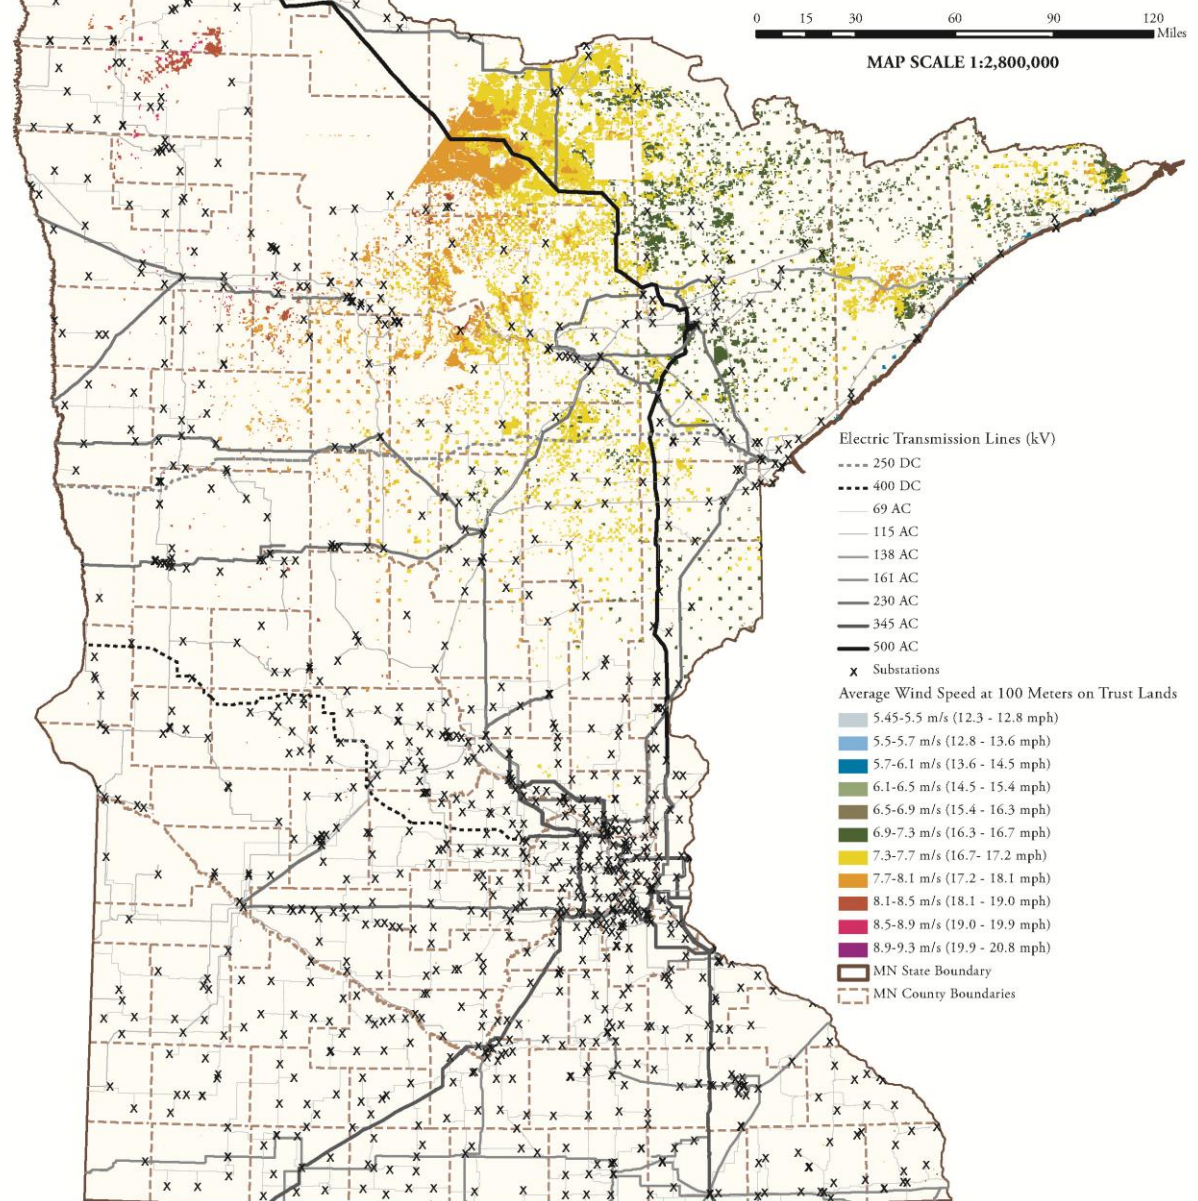 0 15 30 60 90 120
Miles
MAP SCALE 1:2,800,000
Electric Transmission Lines (kV)
250 DC
400 DC
69 AC
115 AC
138 AC
161 AC
230 AC
345 AC
500 AC
x Substations
Average Wind Speed at 100 Meters on Trust Lands
5.45-5.5 m/s (12.3 - 12.8 mph)
5.5-5.7 m/s (12.8 - 13.6 mph)
5.7-6.1 m/s (13.6 - 14.5 mph)
6.1-6.5 m/s (14.5 - 15.4 mph)
6.5-6.9 m/s (15.4 - 16.3 mph)
6.9-7.3 m/s (16.3 - 16.7 mph)
7.3-7.7 m/s (16.7- 17.2 mph)
7.7-8.1 m/s (17.2 - 18.1 mph)
8.1-8.5 m/s (18.1 - 19.0 mph)
8.5-8.9 m/s (19.0 - 19.9 mph)
8.9-9.3 m/s (19.9 - 20.8 mph)
MN State Boundary
MN County Boundaries